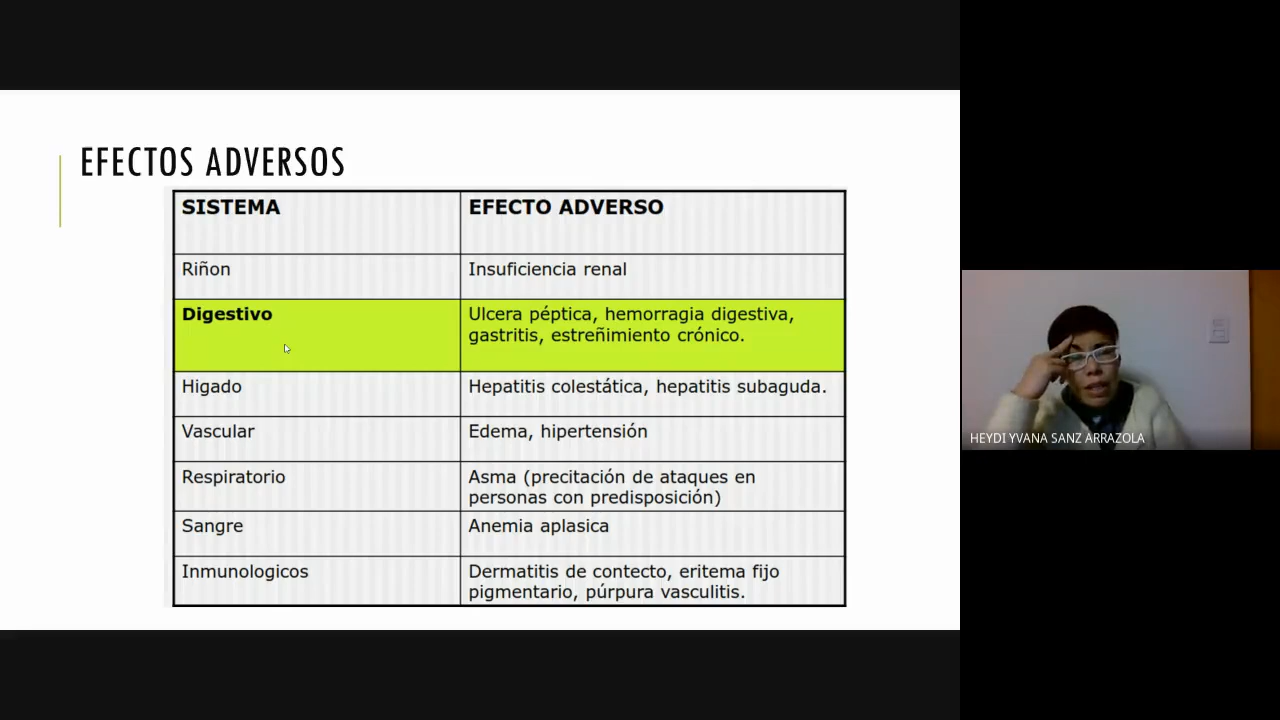 EFECTOS ADVERSOS
SISTEMA
EFECTO ADVERSO
Riñon
Insuficiencia renal
Digestivo
Ulcera péptica, hemorragia digestiva,
gastritis, estreñimiento crónico.
Higado
Hepatitis colestática, hepatitis subaguda.
Vascular
Edema, hipertensión
Respiratorio
Asma (precitación de ataques en
personas con predisposición)
Sangre
Anemia aplasica
Inmunologicos
Dermatitis de contecto, eritema fijo
pigmentario, púrpura vasculitis.
HEYDI YVANA SANZ ARRAZOLA